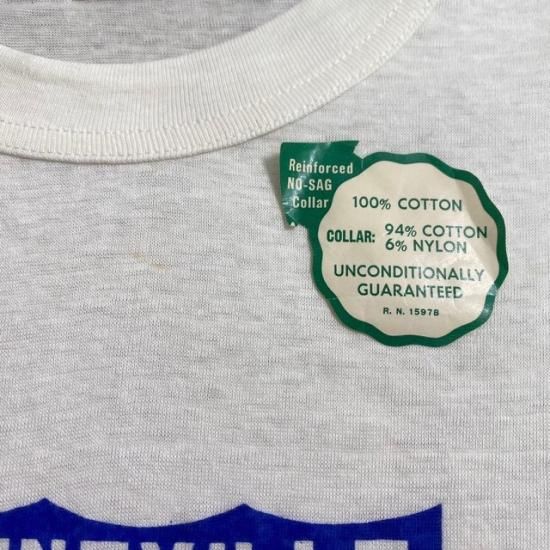 Reinforced
NO-SAG
Collar
100% COTTON
COLLAR: 94% COTTON
6% NYLON
UNCONDITIONALLY
GUARANTEED
R. N. 15978